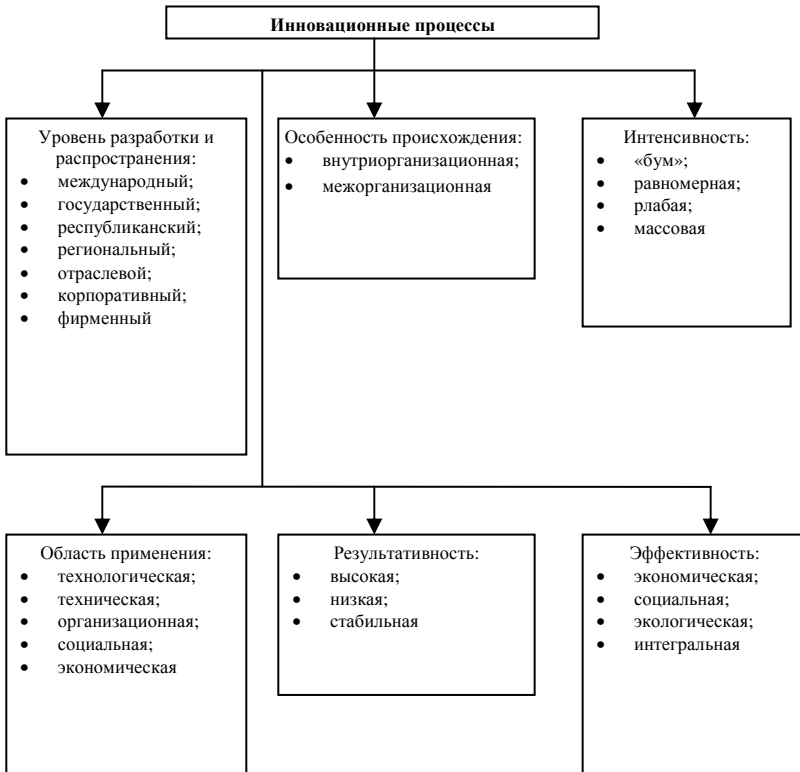 Инновационные процессы
Уровень разработки и
распространения:
• международный;
• государственный;
• республиканский;
• региональный;
• отраслевой;
• корпоративный;
• фирменный
Особенность происхождения:
• внутриорганизационная;
• межорганизационная
Интенсивность:
• «бум»;
• равномерная;
• рлабая;
• массовая
Область применения:
• технологическая;
• техническая;
• организационная;
• социальная;
• экономическая
Результативность:
• высокая;
• низкая;
• стабильная
Эффективность:
• экономическая;
• социальная;
• экологическая;
• интегральная